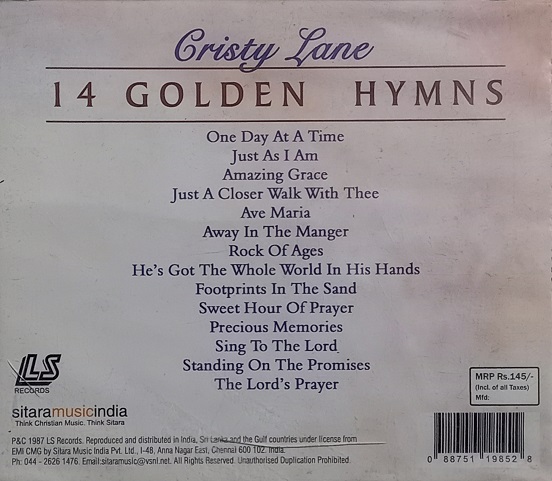 Cristy Lane
14 GOLDEN HYMNS
One Day At A Time
Just As I Am
Amazing Grace
Just A Closer Walk With Thee
Ave Maria
Away In The Manger
Rock Of Ages
He's Got The Whole World In His Hands
Footprints In The Sand
Sweet Hour Of Prayer
Precious Memories
Sing To The Lord
Standing On The Promises
The Lord's Prayer
LS
RECORDS
sitaramusicindia
Think Christian Music. Think Sitara
P&C 1987 LS Records. Reproduced and distributed in India, Sri Lanka and the Gulf countries under license from
EMI CMG by Sitara Music India Pvt. Ltd., I-48, Anna Nagar East, Chennai 600 102. India.
Ph: 044 - 2626 1476. Email:sitaramusic@vsnl.net. All Rights Reserved. Unauthorised Duplication Prohibited.
MRP Rs.145/-
(Incl. of all Taxes)
Mfd:
0 88751 19852 8